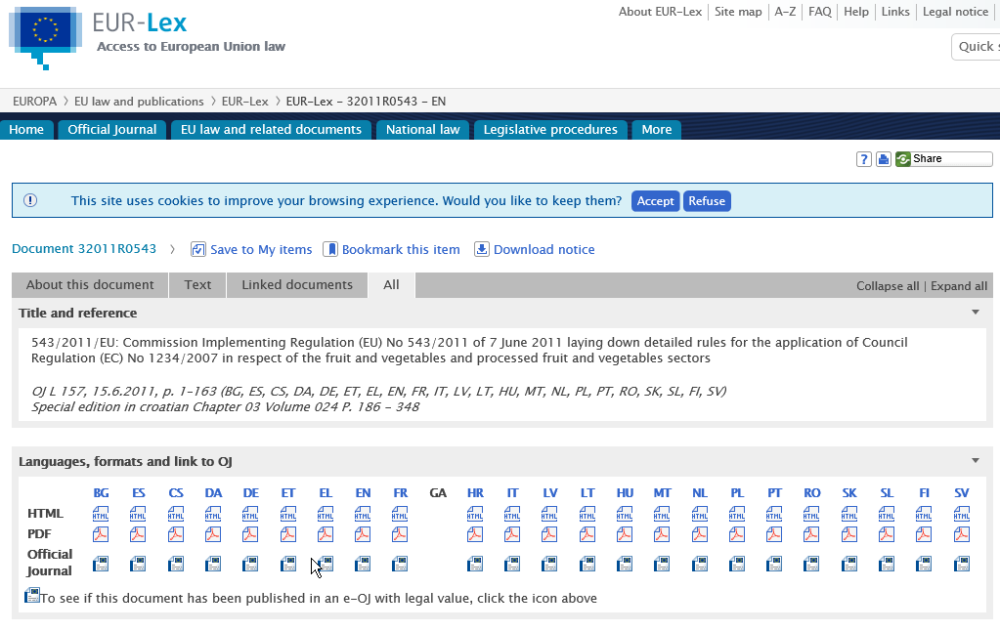 EUR-Lex
Access to European Union law
About EUR-Lex | Site map | A-Z | FAQ | Help | Links | Legal notice |
Quick
EUROPA > EU law and publications > EUR-Lex > EUR-Lex - 32011R0543 - EN
Home Official Journal EU law and related documents National law Legislative procedures More
? Share
This site uses cookies to improve your browsing experience. Would you like to keep them? Accept Refuse
Document 32011R0543 > Save to My items Bookmark this item Download notice
About this document Text Linked documents All Collapse all | Expand all
Title and reference
543/2011/EU: Commission Implementing Regulation (EU) No 543/2011 of 7 June 2011 laying down detailed rules for the application of Council
Regulation (EC) No 1234/2007 in respect of the fruit and vegetables and processed fruit and vegetables sectors
OJ L 157, 15.6.2011, p. 1-163 (BG, ES, CS, DA, DE, ET, EL, EN, FR, IT, LV, LT, HU, MT, NL, PL, PT, RO, SK, SL, FI, SV)
Special edition in croatian Chapter 03 Volume 024 P. 186 - 348
Languages, formats and link to OJ
BG ES CS DA DE ET EL EN FR GA HR IT LV LT HU MT NL PL PT RO SK SL FI SV
HTML HTML HTML HTML HTML HTML HTML HTML HTML HTML HTML HTML HTML HTML HTML HTML HTML HTML HTML HTML HTML HTML HTML HTML
PDF
Official
Journal
To see if this document has been published in an e-OJ with legal value, click the icon above